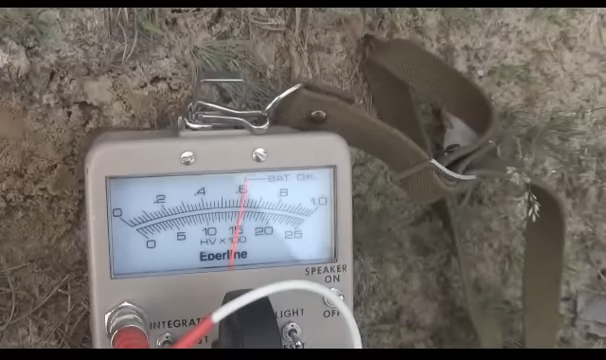 BAT OK
0 .2 .4 .6 .8 1.0
0 5 10 15 20 25
HV X 100
Eberline
SPEAKER
ON
OFF
INTEGRAT
LIGHT